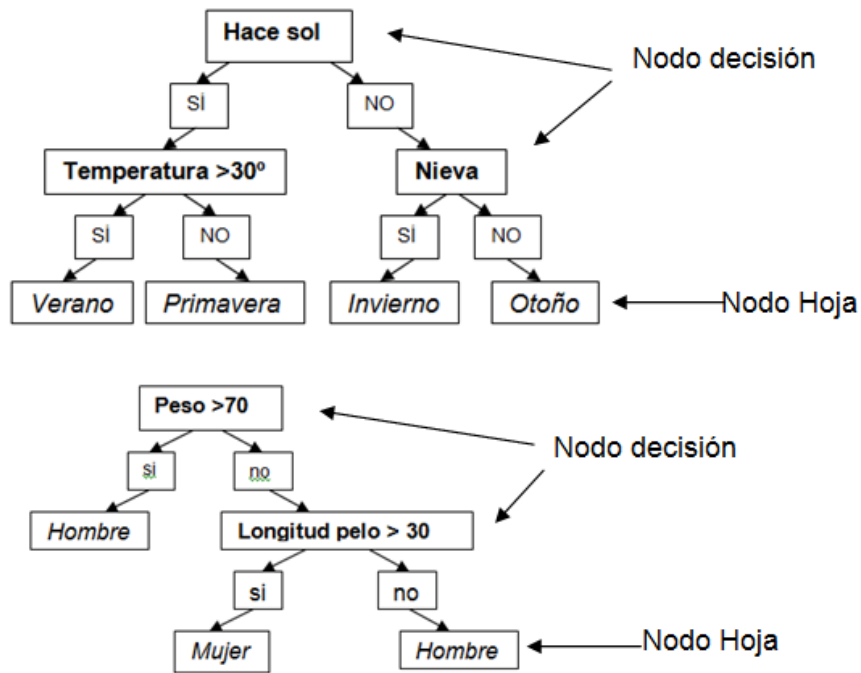 Hace sol
Nodo decisión
SÍ
NO
Temperatura >30º
Nieva
SÍ
NO
SÍ
NO
Verano
Primavera
Invierno
Otoño
Nodo Hoja
Peso >70
Nodo decisión
si
no
Hombre
Longitud pelo > 30
si
no
Mujer
Hombre
Nodo Hoja